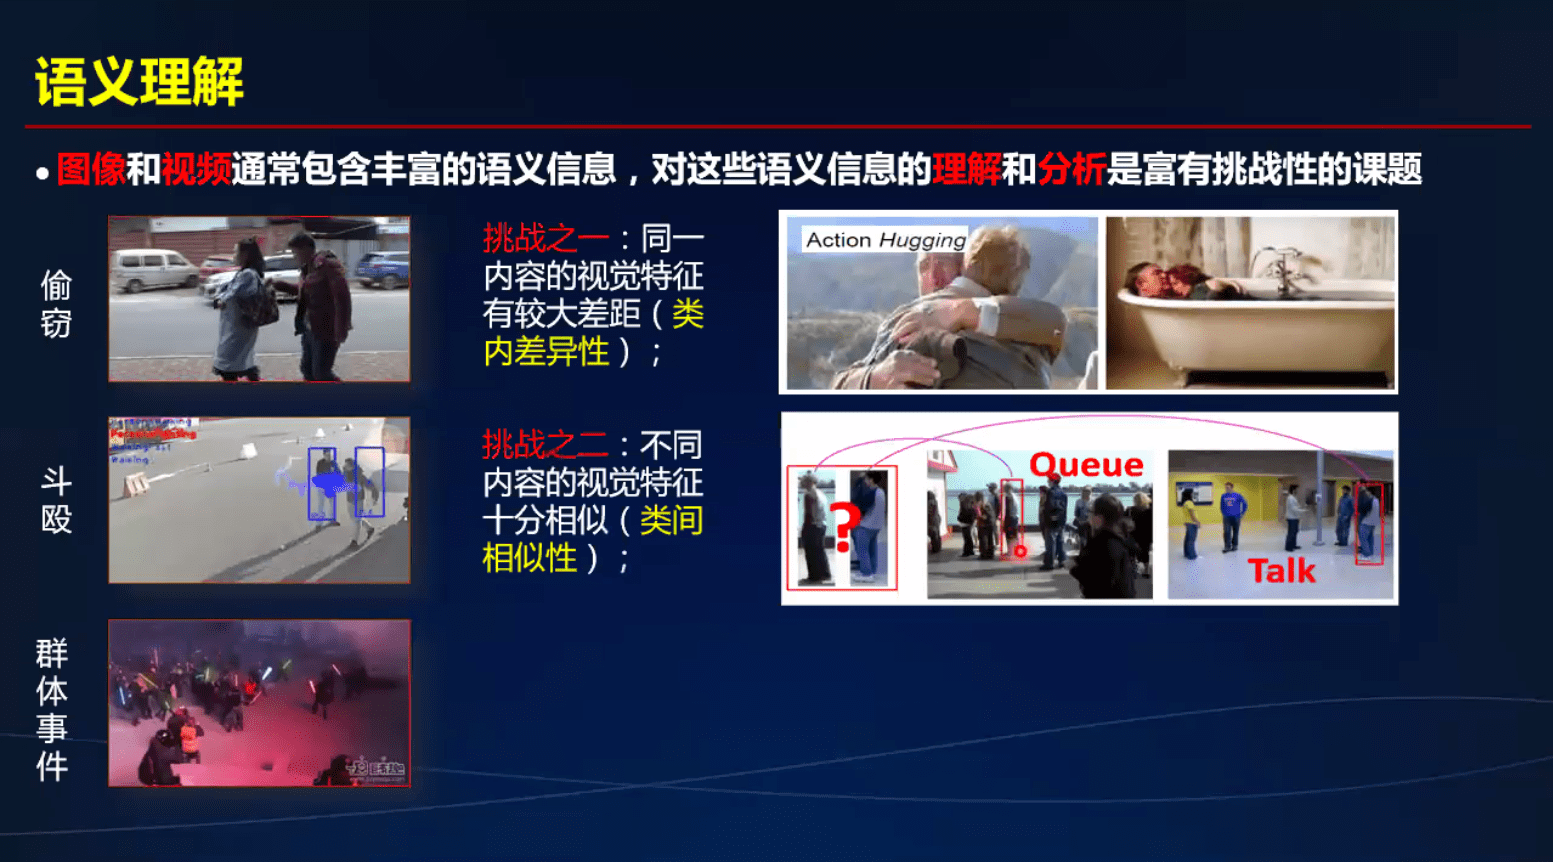 语义理解
●图像和视频通常包含丰富的语义信息，对这些语义信息的理解和分析是富有挑战性的课题
偷
窃
挑战之一：同一
内容的视觉特征
有较大差距（类
内差异性）；
Action Hugging
斗
殴
挑战之二：不同
内容的视觉特征
十分相似（类间
相似性）；
?
Queue
Talk
群
体
事
件